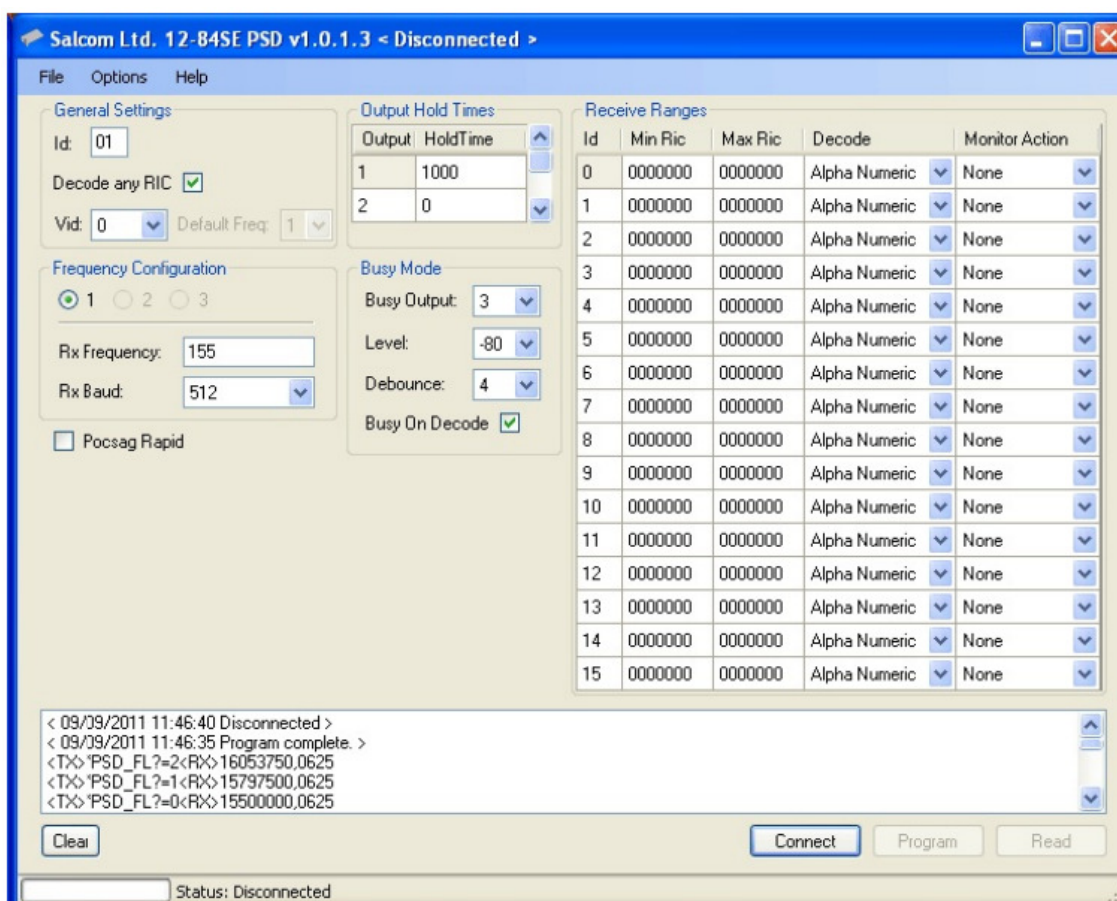 Salcom Ltd. 12-84SE PSD v1.0.1.3 < Disconnected >
File Options Help
General Settings
Id: 01
Decode any RIC
Vid: 0 Default Freq: 1
Output Hold Times
Output HoldTime
1 1000
2 0
Frequency Configuration
1 2 3
Rx Frequency: 155
Rx Baud: 512
Pocsag Rapid
Busy Mode
Busy Output: 3
Level: -80
Debounce: 4
Busy On Decode
Receive Ranges
Id Min Ric Max Ric Decode Monitor Action
0 0000000 0000000 Alpha Numeric None
1 0000000 0000000 Alpha Numeric None
2 0000000 0000000 Alpha Numeric None
3 0000000 0000000 Alpha Numeric None
4 0000000 0000000 Alpha Numeric None
5 0000000 0000000 Alpha Numeric None
6 0000000 0000000 Alpha Numeric None
7 0000000 0000000 Alpha Numeric None
8 0000000 0000000 Alpha Numeric None
9 0000000 0000000 Alpha Numeric None
10 0000000 0000000 Alpha Numeric None
11 0000000 0000000 Alpha Numeric None
12 0000000 0000000 Alpha Numeric None
13 0000000 0000000 Alpha Numeric None
14 0000000 0000000 Alpha Numeric None
15 0000000 0000000 Alpha Numeric None
< 09/09/2011 11:46:40 Disconnected >
< 09/09/2011 11:46:35 Program complete. >
<TX>*PSD_FL?=2<RX>16053750,0625
<TX>*PSD_FL?=1<RX>15797500,0625
<TX>*PSD_FL?=0<RX>15500000,0625
Clear Connect Program Read
Status: Disconnected